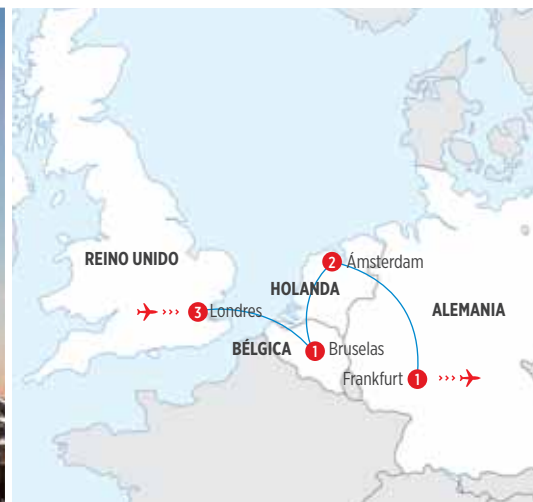 REINO UNIDO
2 Ámsterdam
HOLANDA
3 Londres
ALEMANIA
BÉLGICA
1 Bruselas
Frankfurt 1